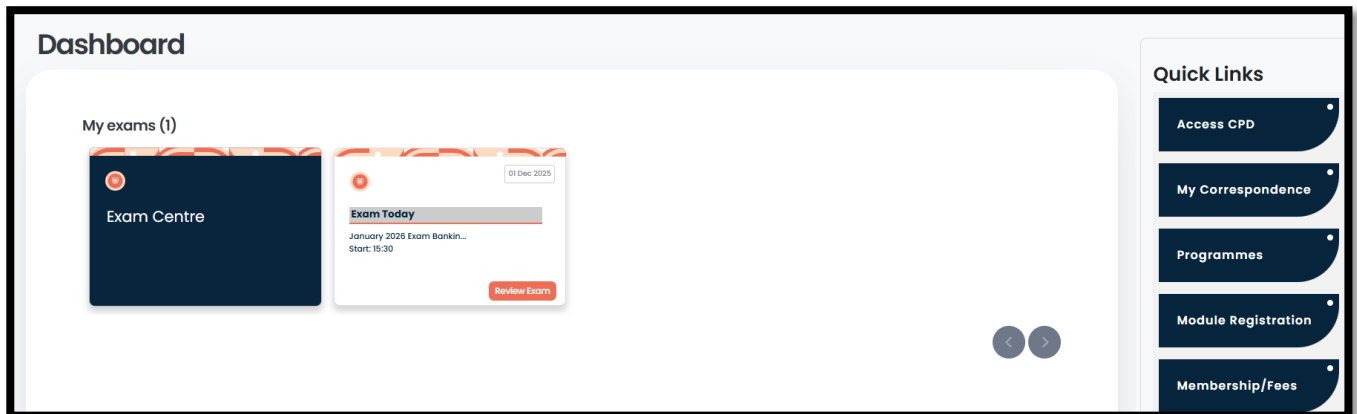 Dashboard
My exams (1)
Exam Centre
01 Dec 2025
Exam Today
January 2026 Exam Bankin...
Start: 15:30
Review Exam
Quick Links
Access CPD
My Correspondence
Programmes
Module Registration
Membership/Fees